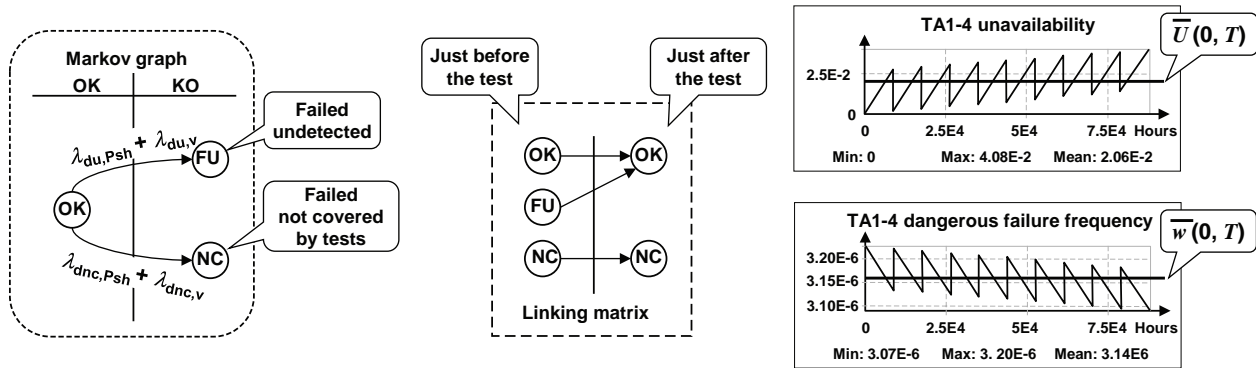 Markov graph
OK KO
λdu,Psh + λdu,v
FU
Failed
undetected
OK
Failed
not covered
by tests
NC
λdnc,Psh + λdnc,v
Just before
the test
Just after
the test
OK OK
FU
NC NC
Linking matrix
TA1-4 unavailability
U (0, T)
2.5E-2
0
0 2.5E4 5E4 7.5E4 Hours
Min: 0 Max: 4.08E-2 Mean: 2.06E-2
TA1-4 dangerous failure frequency
w (0, T)
3.20E-6
3.15E-6
3.10E-6
0 2.5E4 5E4 7.5E4 Hours
Min: 3.07E-6 Max: 3. 20E-6 Mean: 3.14E6